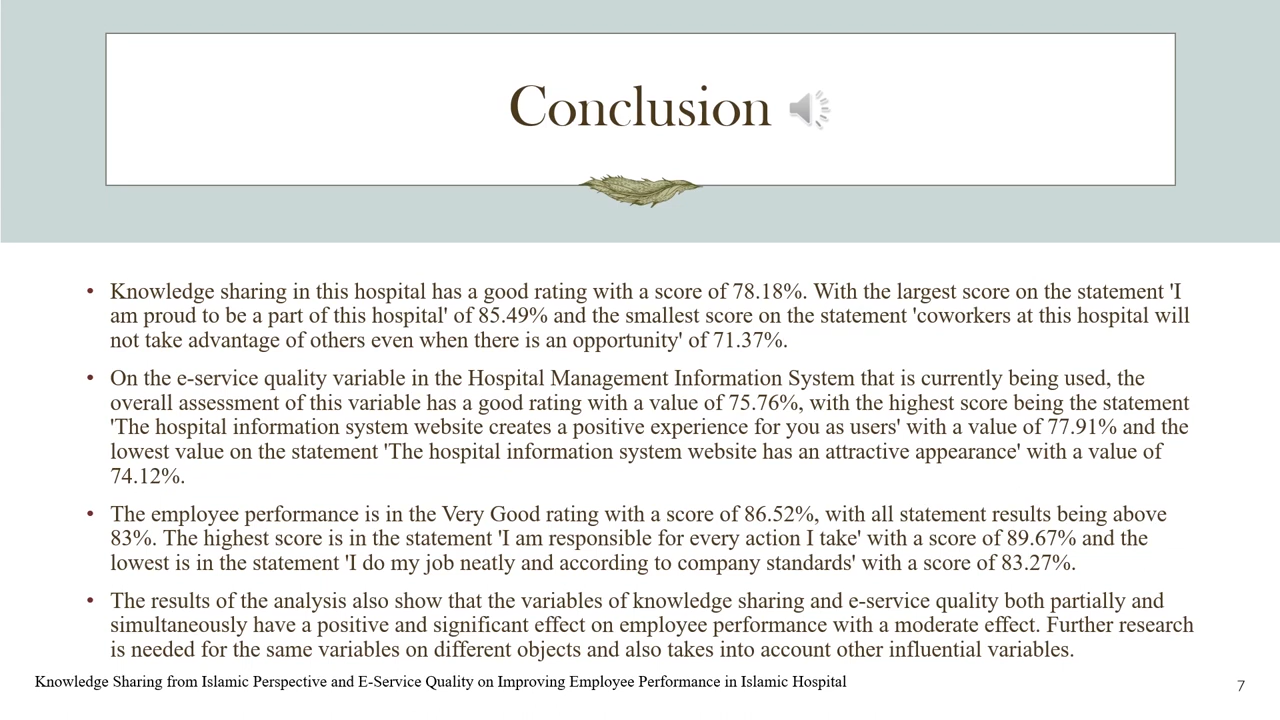 Conclusion
• Knowledge sharing in this hospital has a good rating with a score of 78.18%. With the largest score on the statement 'I
am proud to be a part of this hospital' of 85.49% and the smallest score on the statement 'coworkers at this hospital will
not take advantage of others even when there is an opportunity' of 71.37%.
• On the e-service quality variable in the Hospital Management Information System that is currently being used, the
overall assessment of this variable has a good rating with a value of 75.76%, with the highest score being the statement
'The hospital information system website creates a positive experience for you as users' with a value of 77.91% and the
lowest value on the statement 'The hospital information system website has an attractive appearance' with a value of
74.12%.
• The employee performance is in the Very Good rating with a score of 86.52%, with all statement results being above
83%. The highest score is in the statement 'I am responsible for every action I take' with a score of 89.67% and the
lowest is in the statement 'I do my job neatly and according to company standards' with a score of 83.27%.
• The results of the analysis also show that the variables of knowledge sharing and e-service quality both partially and
simultaneously have a positive and significant effect on employee performance with a moderate effect. Further research
is needed for the same variables on different objects and also takes into account other influential variables.
Knowledge Sharing from Islamic Perspective and E-Service Quality on Improving Employee Performance in Islamic Hospital
7